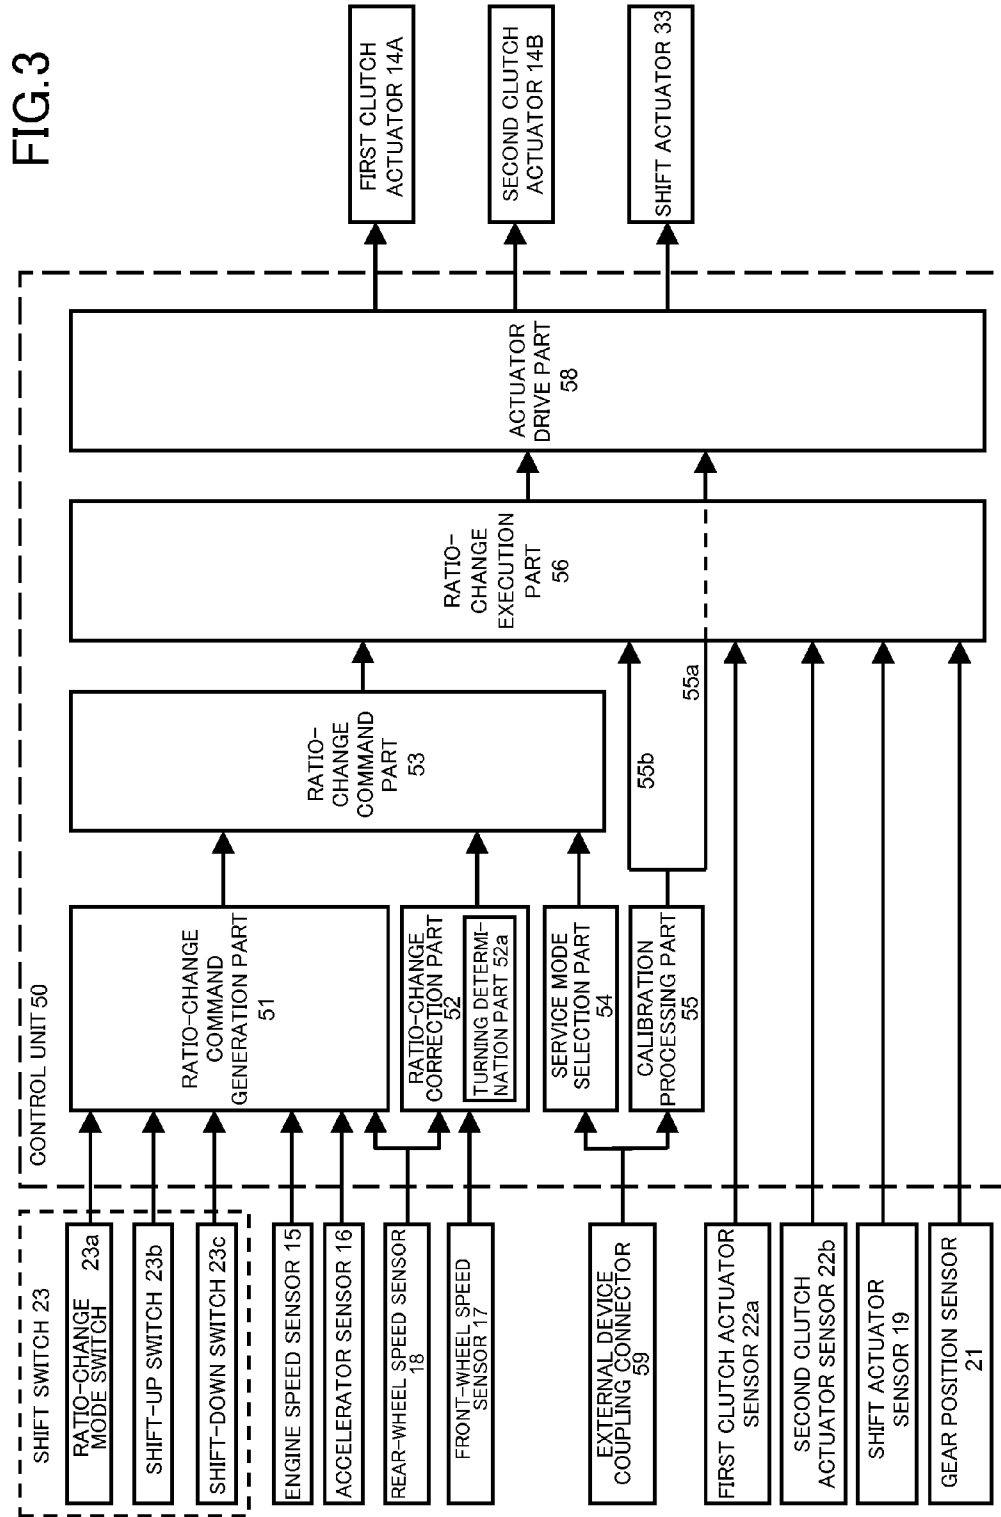 FIG.3
SHIFT SWITCH 23
RATIO-CHANGE
MODE SWITCH
23a
SHIFT-UP SWITCH 23b
SHIFT-DOWN SWITCH 23c
ENGINE SPEED SENSOR 15
ACCELERATOR SENSOR 16
REAR-WHEEL SPEED SENSOR
18
FRONT-WHEEL SPEED
SENSOR 17
EXTERNAL DEVICE
COUPLING CONNECTOR
59
FIRST CLUTCH ACTUATOR
SENSOR 22a
SECOND CLUTCH
ACTUATOR SENSOR 22b
SHIFT ACTUATOR
SENSOR 19
GEAR POSITION SENSOR
21
CONTROL UNIT 50
RATIO-CHANGE
COMMAND
GENERATION PART
51
RATIO-CHANGE
CORRECTION PART
52
TURNING DETERMI-
NATION PART 52a
SERVICE MODE
SELECTION PART
54
CALIBRATION
PROCESSING PART
55
RATIO-
CHANGE
COMMAND
PART
53
55b
55a
RATIO-
CHANGE
EXECUTION
PART
56
ACTUATOR
DRIVE PART
58
FIRST CLUTCH
ACTUATOR 14A
SECOND CLUTCH
ACTUATOR 14B
SHIFT ACTUATOR 33